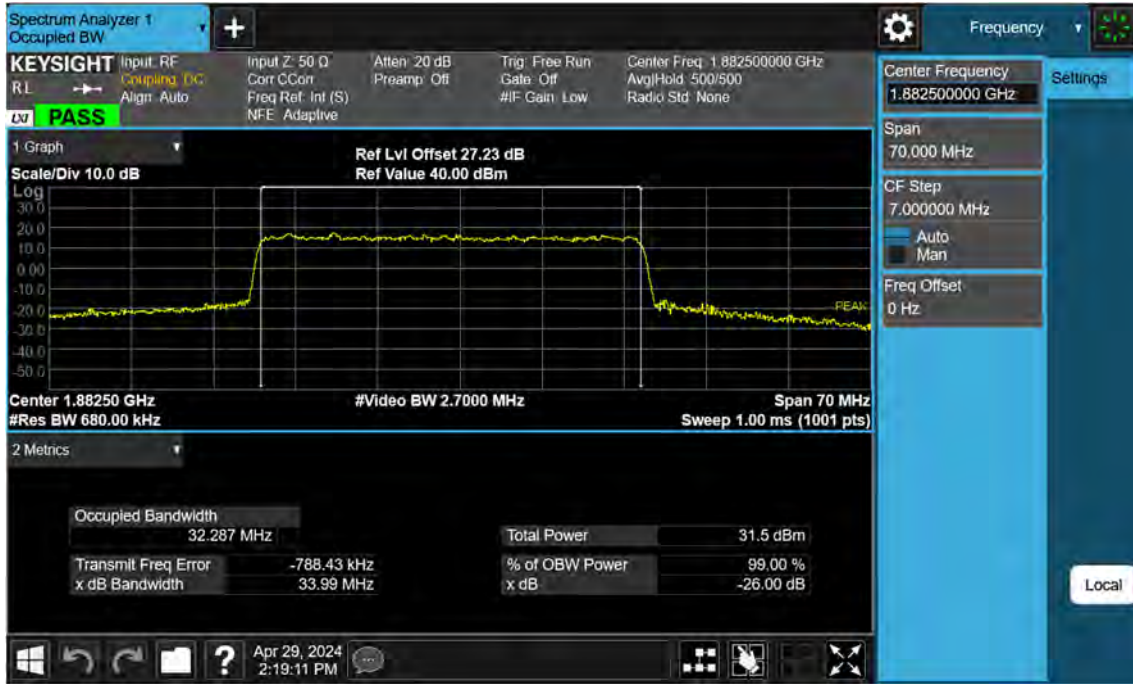 Spectrum Analyzer 1
Occupied BW
+
Frequency
KEYSIGHT
RL
LXI PASS
Input: RF
Coupling: DC
Align: Auto
Input Z: 50 Ω
Corr CCorr
Freq Ref: Int (S)
NFE: Adaptive
Atten: 20 dB
Preamp: Off
Trig: Free Run
Gate: Off
#IF Gain: Low
Center Freq: 1.882500000 GHz
Avg|Hold: 500/500
Radio Std: None
Center Frequency
1.882500000 GHz
Settings
Span
70.000 MHz
CF Step
7.000000 MHz
Auto
Man
Freq Offset
0 Hz
1 Graph
Scale/Div 10.0 dB
Ref Lvl Offset 27.23 dB
Ref Value 40.00 dBm
Log
30.0
20.0
10.0
0.00
-10.0
-20.0
-30.0
-40.0
-50.0
PEAK
Center 1.88250 GHz
#Video BW 2.7000 MHz
Span 70 MHz
#Res BW 680.00 kHz
Sweep 1.00 ms (1001 pts)
2 Metrics
Occupied Bandwidth
32.287 MHz
Total Power 31.5 dBm
Transmit Freq Error -788.43 kHz
% of OBW Power 99.00 %
x dB Bandwidth 33.99 MHz
x dB -26.00 dB
Local
?
Apr 29, 2024
2:19:11 PM